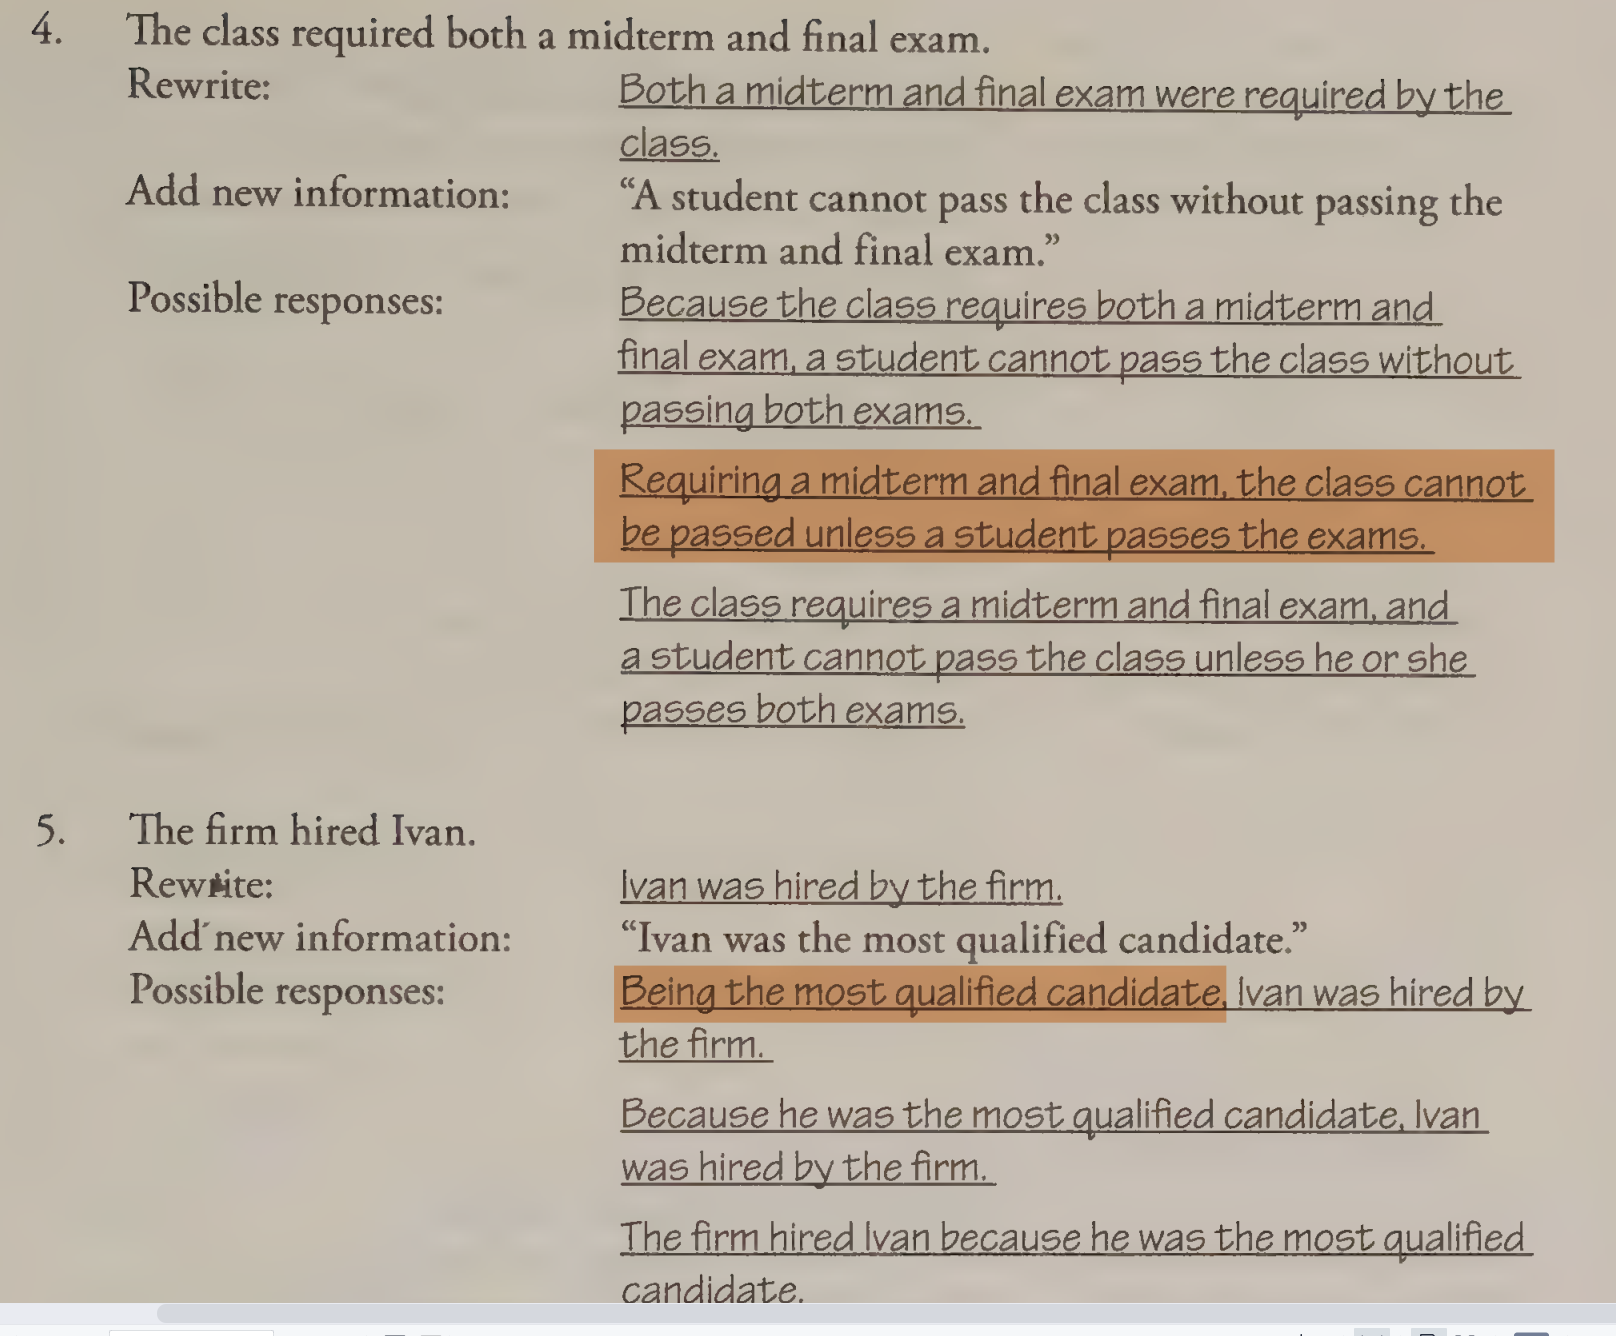 4. The class required both a midterm and final exam.
Rewrite: Both a midterm and final exam were required by the
class.
Add new information: “A student cannot pass the class without passing the
midterm and final exam.”
Possible responses: Because the class requires both a midterm and
final exam, a student cannot pass the class without
passing both exams.
Requiring a midterm and final exam, the class cannot
be passed unless a student passes the exams.
The class requires a midterm and final exam, and
a student cannot pass the class unless he or she
passes both exams.
5. The firm hired Ivan.
Rewrite: Ivan was hired by the firm.
Add new information: “Ivan was the most qualified candidate.”
Possible responses: Being the most qualified candidate, Ivan was hired by
the firm.
Because he was the most qualified candidate, Ivan
was hired by the firm.
The firm hired Ivan because he was the most qualified
candidate.